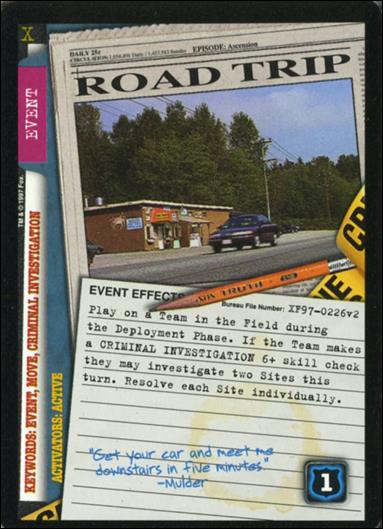 X
EVENT
TM & © 1997 Fox.
KEYWORDS: EVENT, MOVE, CRIMINAL INVESTIGATION
ACTIVATORS: ACTIVE
DAILY 25¢
EPISODE: Ascension
ROAD TRIP
TRUTH
EVENT EFFECTS
Bureau File Number: XF97-0226v2
Play on a Team in the Field during
the Deployment Phase. If the Team makes
a CRIMINAL INVESTIGATION 6+ skill check
they may investigate two Sites this
turn. Resolve each Site individually.
"Get your car and meet me
downstairs in five minutes"
-Mulder
1